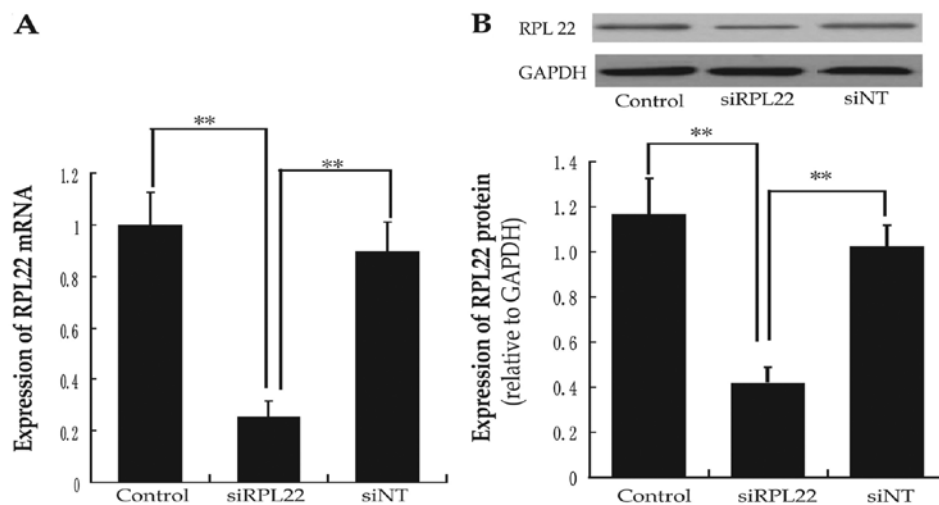 A
**
**
Expression of RPL22 mRNA
1.2
1
0.8
0.6
0.4
0.2
0
Control siRPL22 siNT
B
RPL 22
GAPDH
Control siRPL22 siNT
**
**
Expression of RPL22 protein
(relative to GAPDH)
1.4
1.2
1.0
0.8
0.6
0.4
0.2
0
Control siRPL22 siNT